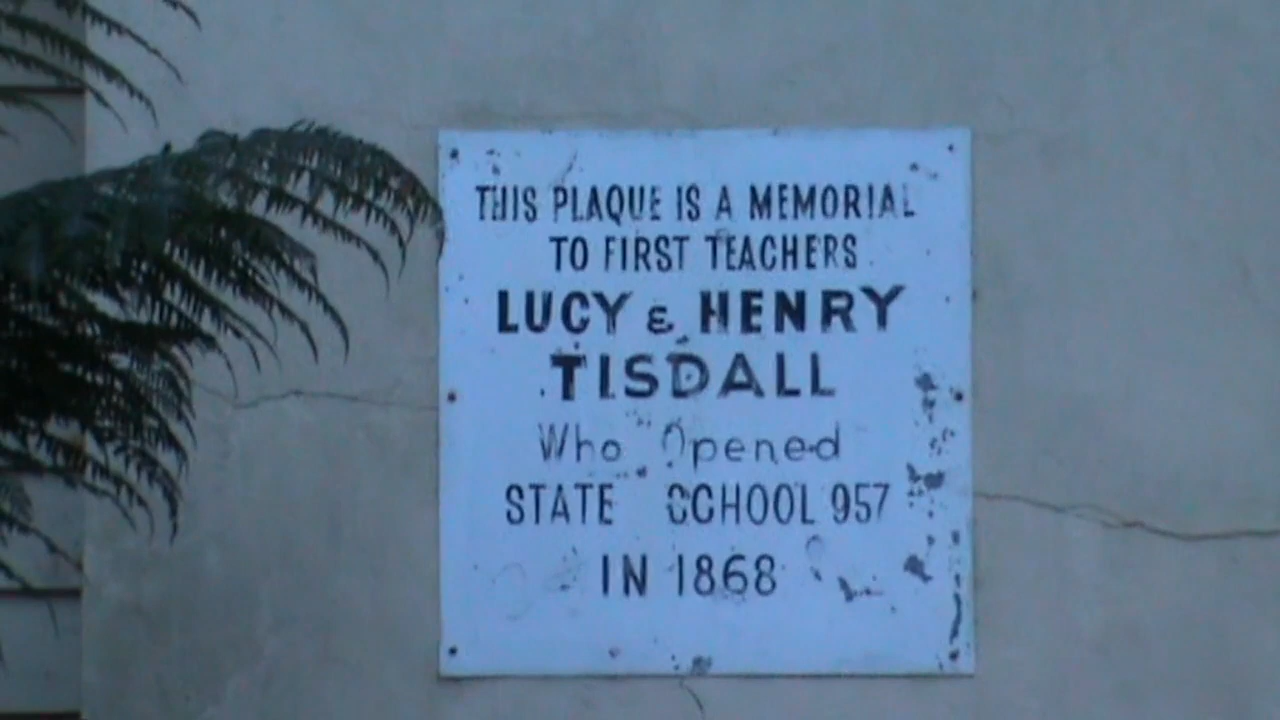 THIS PLAQUE IS A MEMORIAL
TO FIRST TEACHERS
LUCY & HENRY
TISDALL
Who Opened
STATE SCHOOL 957
IN 1868